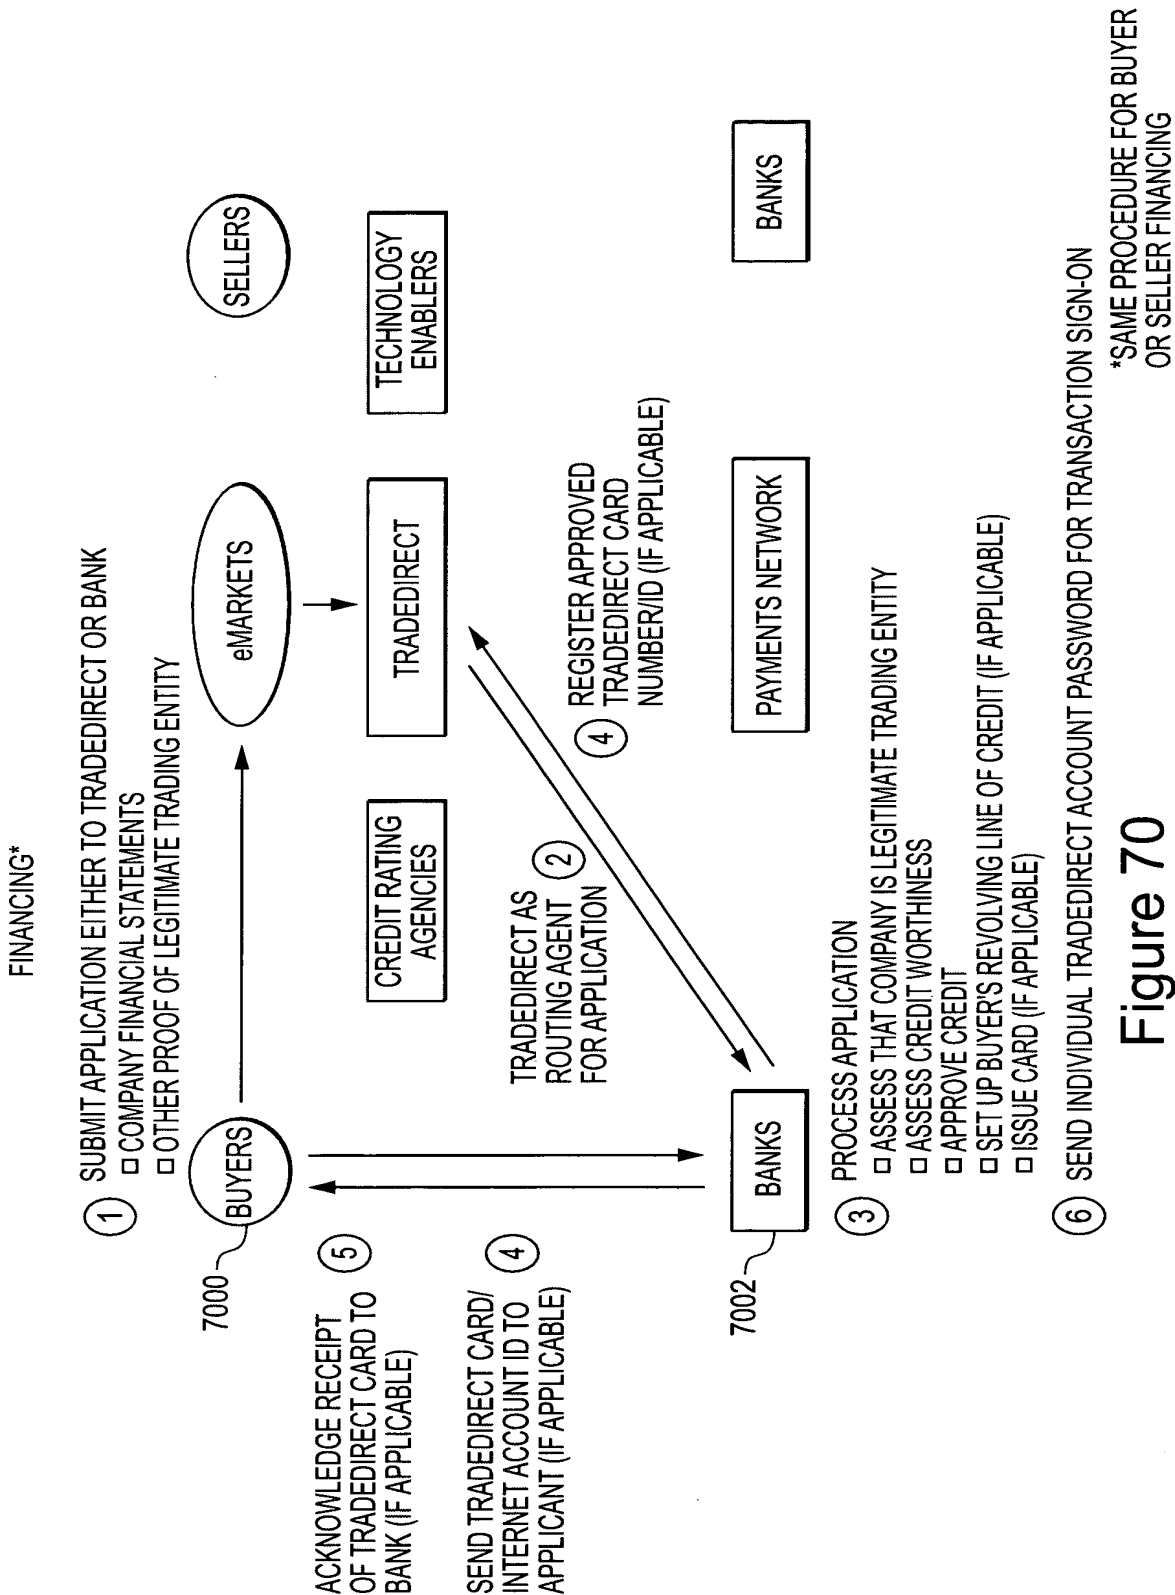 FINANCING*
1
SUBMIT APPLICATION EITHER TO TRADEDIRECT OR BANK
COMPANY FINANCIAL STATEMENTS
OTHER PROOF OF LEGITIMATE TRADING ENTITY
7000
BUYERS
eMARKETS
SELLERS
5
ACKNOWLEDGE RECEIPT
OF TRADEDIRECT CARD TO
BANK (IF APPLICABLE)
CREDIT RATING
AGENCIES
TRADEDIRECT
TECHNOLOGY
ENABLERS
4
SEND TRADEDIRECT CARD/
INTERNET ACCOUNT ID TO
APPLICANT (IF APPLICABLE)
TRADEDIRECT AS
ROUTING AGENT
FOR APPLICATION
2
4
REGISTER APPROVED
TRADEDIRECT CARD
NUMBER/ID (IF APPLICABLE)
7002
BANKS
PAYMENTS NETWORK
BANKS
3
PROCESS APPLICATION
ASSESS THAT COMPANY IS LEGITIMATE TRADING ENTITY
ASSESS CREDIT WORTHINESS
APPROVE CREDIT
SET UP BUYER'S REVOLVING LINE OF CREDIT (IF APPLICABLE)
ISSUE CARD (IF APPLICABLE)
6
SEND INDIVIDUAL TRADEDIRECT ACCOUNT PASSWORD FOR TRANSACTION SIGN-ON
*SAME PROCEDURE FOR BUYER
OR SELLER FINANCING
Figure 70